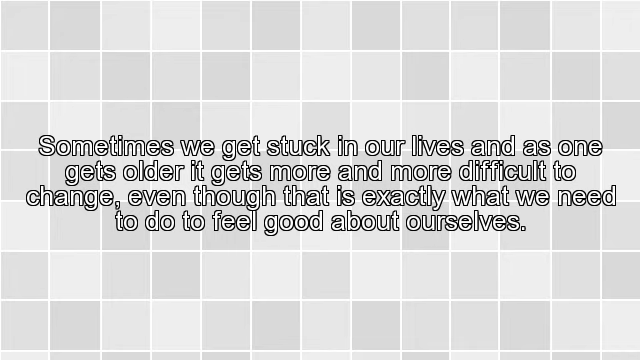 Sometimes we get stuck in our lives and as one
gets older it gets more and more difficult to
change, even though that is exactly what we need
to do to feel good about ourselves.